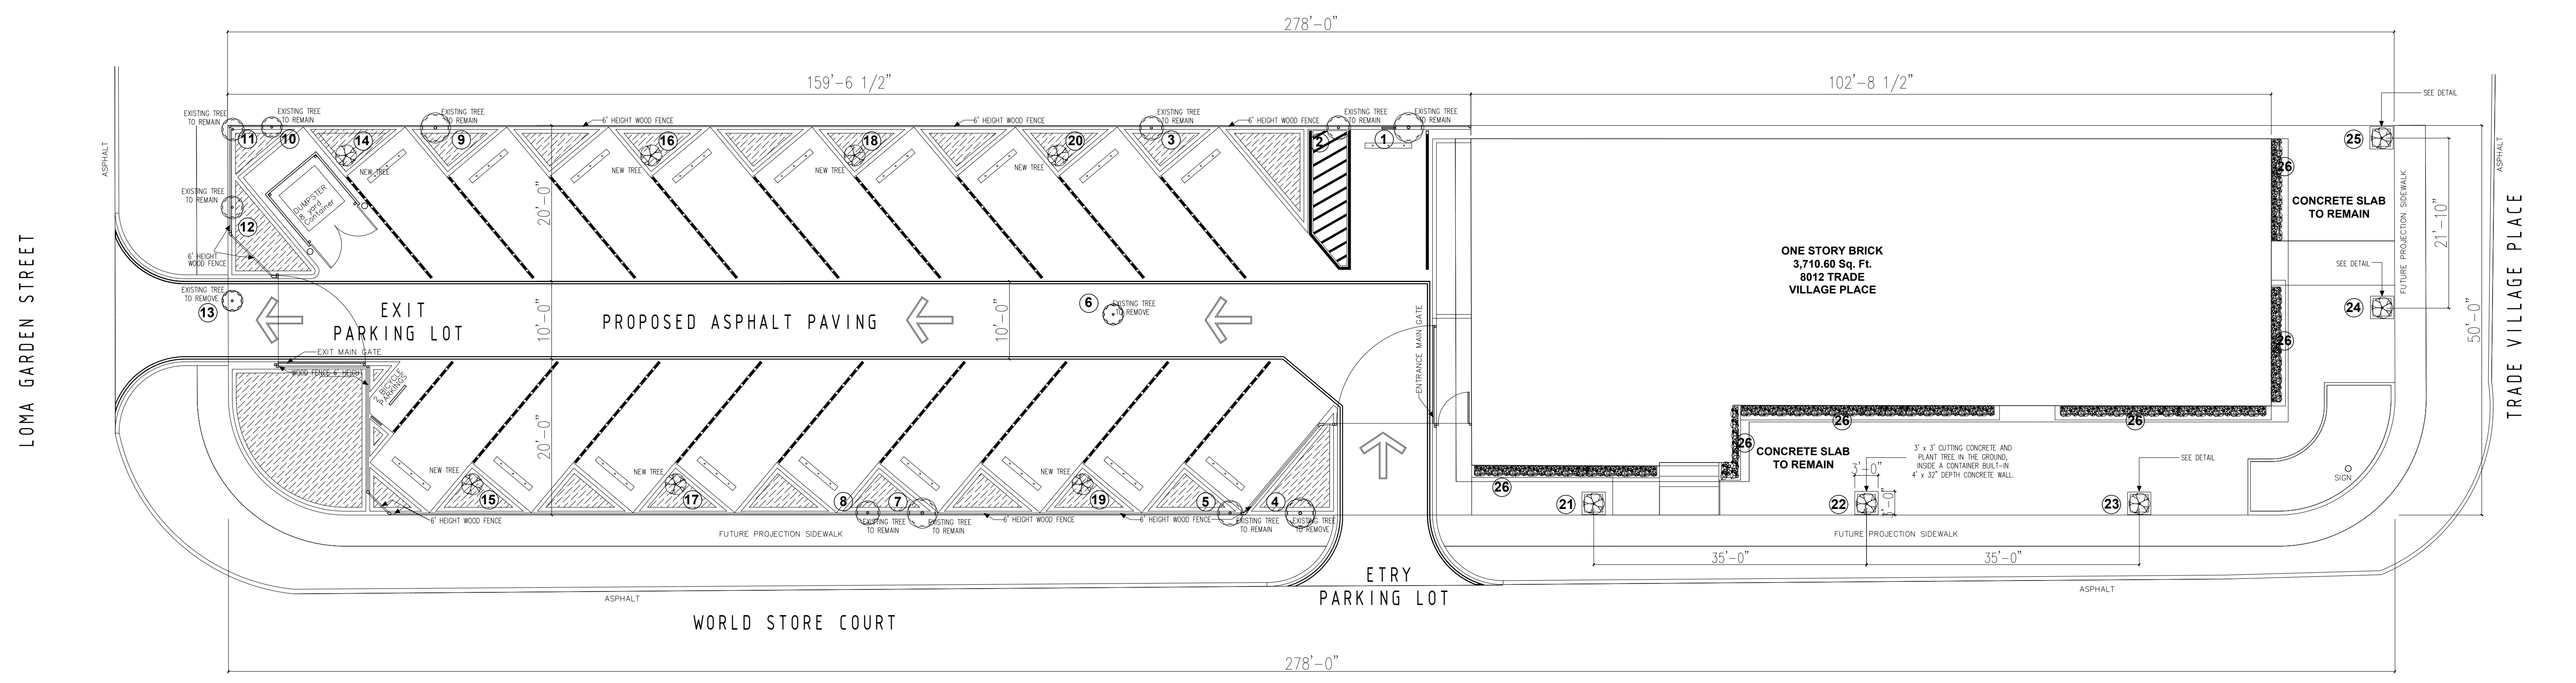 278'-0"
159'-6 1/2"
102'-8 1/2"
SEE DETAIL
EXISTING TREE
TO REMAIN
11
EXISTING TREE
TO REMAIN
10
14
NEW TREE
EXISTING TREE
TO REMAIN
9
6' HEIGHT WOOD FENCE
16
NEW TREE
18
NEW TREE
6' HEIGHT WOOD FENCE
20
NEW TREE
EXISTING TREE
TO REMAIN
3
6' HEIGHT WOOD FENCE
2
EXISTING TREE
TO REMAIN
1
EXISTING TREE
TO REMAIN
25
26
ASPHALT
ASPHALT
EXISTING TREE
TO REMAIN
12
DUMPSTER
8 yard
Container
20'-0"
6' HEIGHT
WOOD FENCE
CONCRETE SLAB
TO REMAIN
FUTURE PROJECTION SIDEWALK
21'-10"
50'-0"
ONE STORY BRICK
3,710.60 Sq. Ft.
8012 TRADE
VILLAGE PLACE
SEE DETAIL
24
26
LOMA GARDEN STREET
TRADE VILLAGE PLACE
EXISTING TREE
TO REMOVE
13
EXIT
PARKING LOT
10'-0"
PROPOSED ASPHALT PAVING
10'-0"
6
EXISTING TREE
TO REMOVE
EXIT MAIN GATE
WOOD FENCE 6' HEIGH
2 BICYCLE
PARKINGS
ENTRANCE MAIN GATE
20'-0"
26
26
26
26
CONCRETE SLAB
TO REMAIN
3' x 3' CUTTING CONCRETE AND
PLANT TREE IN THE GROUND,
INSIDE A CONTAINER BUILT-IN
4' x 32" DEPTH CONCRETE WALL.
3'-0"
3'-0"
SEE DETAIL
SIGN
NEW TREE
15
NEW TREE
17
8
EXISTING TREE
TO REMAIN
7
EXISTING TREE
TO REMAIN
NEW TREE
19
5
EXISTING TREE
TO REMAIN
4
EXISTING TREE
TO REMOVE
21
22
23
6' HEIGHT WOOD FENCE
6' HEIGHT WOOD FENCE
6' HEIGHT WOOD FENCE
FUTURE PROJECTION SIDEWALK
FUTURE PROJECTION SIDEWALK
35'-0"
35'-0"
ETRY
PARKING LOT
ASPHALT
ASPHALT
WORLD STORE COURT
278'-0"